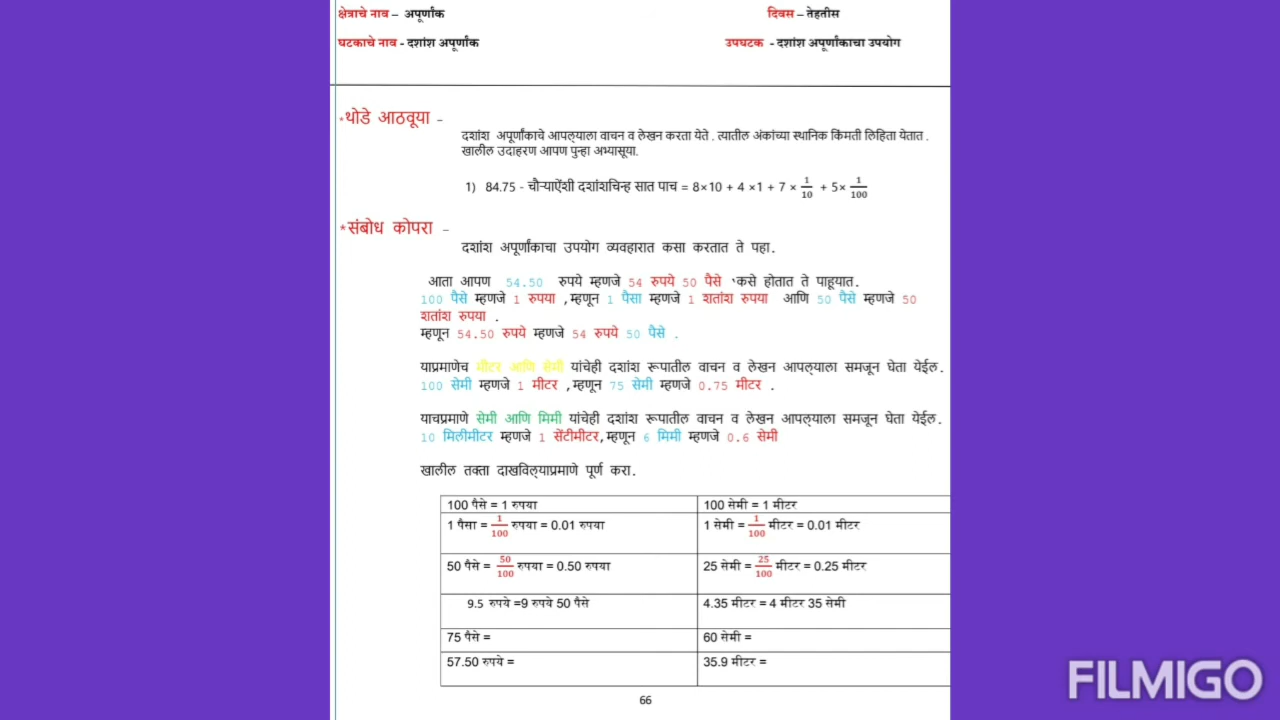 क्षेत्राचे नाव – अपूर्णांक दिवस – तेहतीस
घटकाचे नाव - दशांश अपूर्णांक उपघटक - दशांश अपूर्णांकाचा उपयोग
*थोडे आठवूया –
दशांश अपूर्णांकाचे आपल्याला वाचन व लेखन करता येते . त्यातील अंकांच्या स्थानिक किंमती लिहिता येतात .
खालील उदाहरण आपण पुन्हा अभ्यासूया.
1) 84.75 - चौऱ्याऐंशी दशांशचिन्ह सात पाच = 8×10 + 4 ×1 + 7 × 1/10 + 5× 1/100
*संबोध कोपरा –
दशांश अपूर्णांकाचा उपयोग व्यवहारात कसा करतात ते पहा.
आता आपण 54.50 रुपये म्हणजे 54 रुपये 50 पैसे 'कसे होतात ते पाहूयात.
100 पैसे म्हणजे 1 रुपया ,म्हणून 1 पैसा म्हणजे 1 शतांश रुपया आणि 50 पैसे म्हणजे 50
शतांश रुपया .
म्हणून 54.50 रुपये म्हणजे 54 रुपये 50 पैसे .
याप्रमाणेच मीटर आणि सेमी यांचेही दशांश रूपातील वाचन व लेखन आपल्याला समजून घेता येईल.
100 सेमी म्हणजे 1 मीटर ,म्हणून 75 सेमी म्हणजे 0.75 मीटर .
याचप्रमाणे सेमी आणि मिमी यांचेही दशांश रूपातील वाचन व लेखन आपल्याला समजून घेता येईल.
10 मिलीमीटर म्हणजे 1 सेंटीमीटर,म्हणून 6 मिमी म्हणजे 0.6 सेमी
खालील तक्ता दाखविल्याप्रमाणे पूर्ण करा.
100 पैसे = 1 रुपया 100 सेमी = 1 मीटर
1 पैसा = 1/100 रुपया = 0.01 रुपया 1 सेमी = 1/100 मीटर = 0.01 मीटर
50 पैसे = 50/100 रुपया = 0.50 रुपया 25 सेमी = 25/100 मीटर = 0.25 मीटर
9.5 रुपये =9 रुपये 50 पैसे 4.35 मीटर = 4 मीटर 35 सेमी
75 पैसे = 60 सेमी =
57.50 रुपये = 35.9 मीटर =
66
FILMIGO